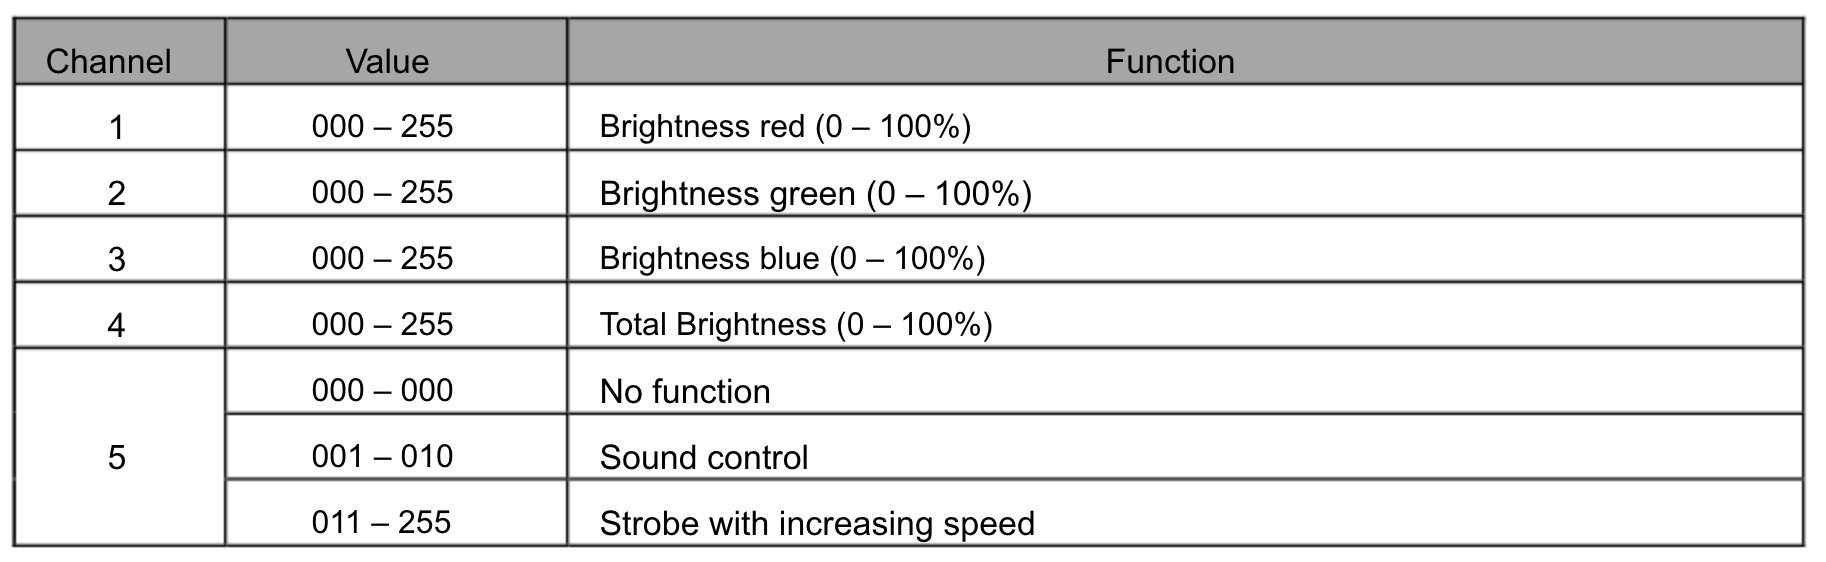 Channel Value Function
1 000 – 255 Brightness red (0 – 100%)
2 000 – 255 Brightness green (0 – 100%)
3 000 – 255 Brightness blue (0 – 100%)
4 000 – 255 Total Brightness (0 – 100%)
000 – 000 No function
5 001 – 010 Sound control
011 – 255 Strobe with increasing speed